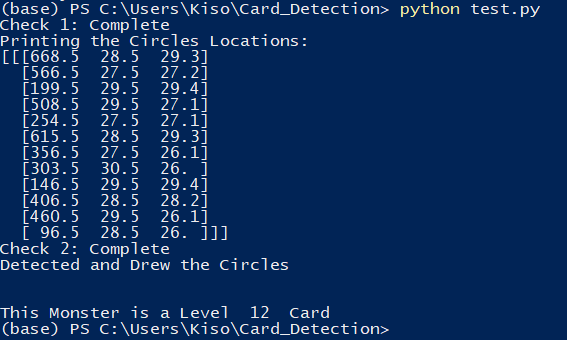 (base) PS C:\Users\Kiso\Card_Detection> python test.py
Check 1: Complete
Printing the Circles Locations:
[[[668.5  28.5  29.3]
  [566.5  27.5  27.2]
  [199.5  29.5  29.4]
  [508.5  29.5  27.1]
  [254.5  27.5  27.1]
  [615.5  28.5  29.3]
  [356.5  27.5  26.1]
  [303.5  30.5  26. ]
  [146.5  29.5  29.4]
  [406.5  28.5  28.2]
  [460.5  29.5  26.1]
  [ 96.5  28.5  26. ]]]
Check 2: Complete
Detected and Drew the Circles
This Monster is a Level  12  Card
(base) PS C:\Users\Kiso\Card_Detection>